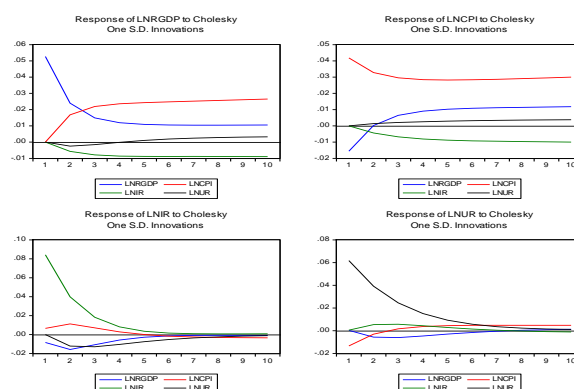 Response of LNRGDP to Cholesky
One S.D. Innovations
.06
.05
.04
.03
.02
.01
.00
-.01
1 2 3 4 5 6 7 8 9 10
LNRGDP LNCPI
LNIR LNUR
Response of LNCPI to Cholesky
One S.D. Innovations
.05
.04
.03
.02
.01
.00
-.01
-.02
1 2 3 4 5 6 7 8 9 10
LNRGDP LNCPI
LNIR LNUR
Response of LNIR to Cholesky
One S.D. Innovations
.10
.08
.06
.04
.02
.00
-.02
1 2 3 4 5 6 7 8 9 10
LNRGDP LNCPI
LNIR LNUR
Response of LNUR to Cholesky
One S.D. Innovations
.08
.06
.04
.02
.00
-.02
1 2 3 4 5 6 7 8 9 10
LNRGDP LNCPI
LNIR LNUR